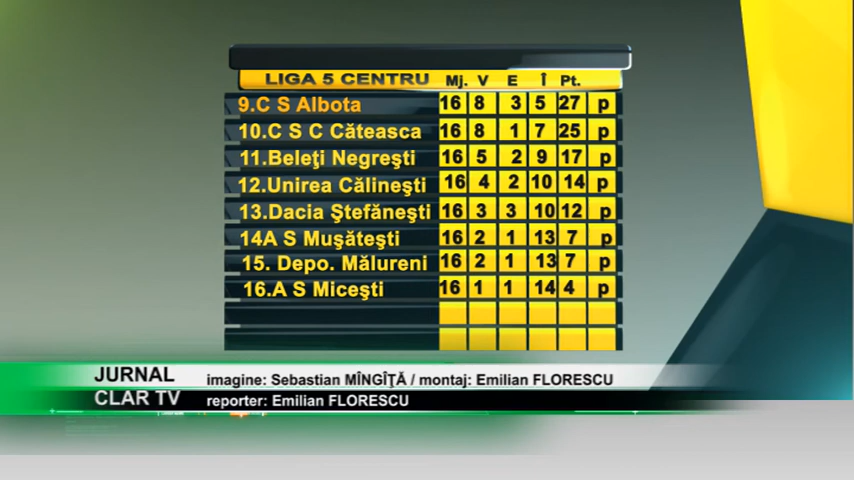 LIGA 5 CENTRU Mj. V E Î Pt.
9.C S Albota 16 8 3 5 27 p
10.C S C Căteasca 16 8 1 7 25 p
11.Beleţi Negreşti 16 5 2 9 17 p
12.Unirea Călineşti 16 4 2 10 14 p
13.Dacia Ştefăneşti 16 3 3 10 12 p
14A S Muşăteşti 16 2 1 13 7 p
15. Depo. Mălureni 16 2 1 13 7 p
16.A S Miceşti 16 1 1 14 4 p
JURNAL imagine: Sebastian MÎNGÎŢĂ / montaj: Emilian FLORESCU
CLAR TV reporter: Emilian FLORESCU